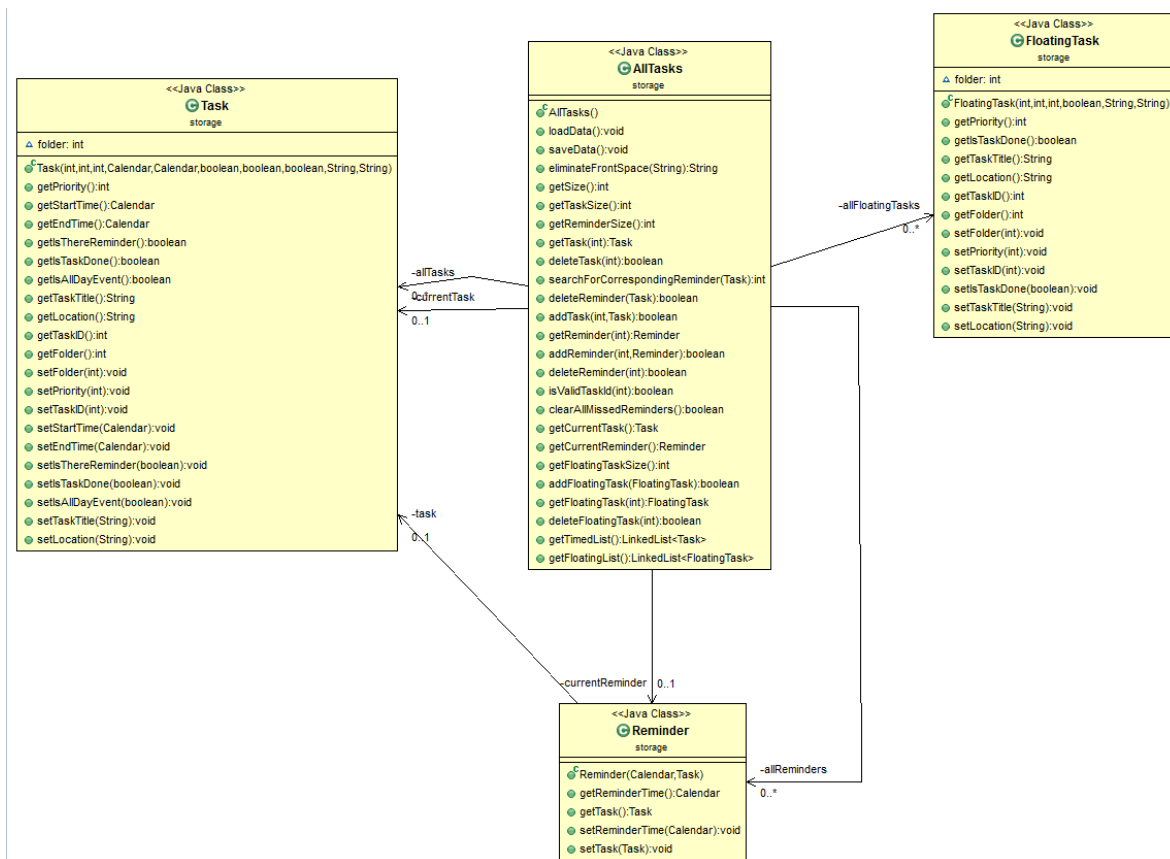 <<Java Class>>
Task
storage
folder: int
Task(int,int,int,Calendar,Calendar,boolean,boolean,boolean,String,String)
getPriority():int
getStartTime():Calendar
getEndTime():Calendar
getIsThereReminder():boolean
getIsTaskDone():boolean
getIsAllDayEvent():boolean
getTaskTitle():String
getLocation():String
getTaskID():int
getFolder():int
setFolder(int):void
setPriority(int):void
setTaskID(int):void
setStartTime(Calendar):void
setEndTime(Calendar):void
setIsThereReminder(boolean):void
setIsTaskDone(boolean):void
setIsAllDayEvent(boolean):void
setTaskTitle(String):void
setLocation(String):void
-allTasks
-currentTask
0..1
-task
0..1
<<Java Class>>
AllTasks
storage
AllTasks()
loadData():void
saveData():void
eliminateFrontSpace(String):String
getSize():int
getTaskSize():int
getReminderSize():int
getTask(int):Task
deleteTask(int):boolean
searchForCorrespondingReminder(Task):int
deleteReminder(Task):boolean
addTask(int,Task):boolean
getReminder(int):Reminder
addReminder(int,Reminder):boolean
deleteReminder(int):boolean
isValidTaskId(int):boolean
clearAllMissedReminders():boolean
getCurrentTask():Task
getCurrentReminder():Reminder
getFloatingTaskSize():int
addFloatingTask(FloatingTask):boolean
getFloatingTask(int):FloatingTask
deleteFloatingTask(int):boolean
getTimedList():LinkedList<Task>
getFloatingList():LinkedList<FloatingTask>
-allFloatingTasks
0..*
<<Java Class>>
FloatingTask
storage
folder: int
FloatingTask(int,int,int,boolean,String,String)
getPriority():int
getIsTaskDone():boolean
getTaskTitle():String
getLocation():String
getTaskID():int
getFolder():int
setFolder(int):void
setPriority(int):void
setTaskID(int):void
setIsTaskDone(boolean):void
setTaskTitle(String):void
setLocation(String):void
-currentReminder
0..1
<<Java Class>>
Reminder
storage
Reminder(Calendar,Task)
getReminderTime():Calendar
getTask():Task
setReminderTime(Calendar):void
setTask(Task):void
-allReminders
0..*